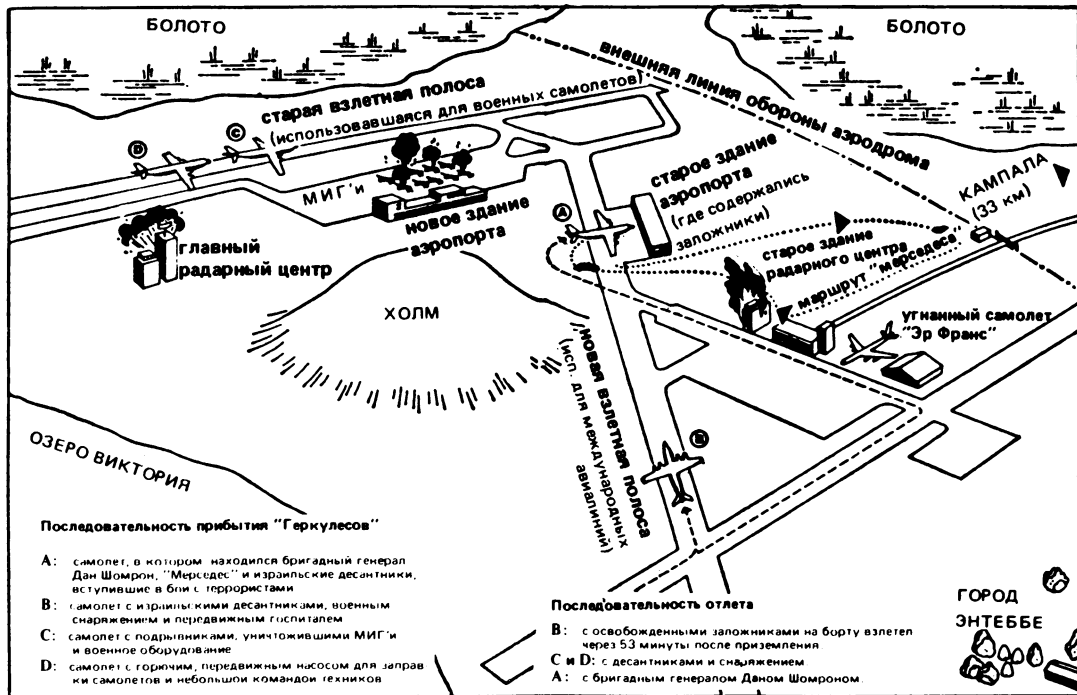 БОЛОТО
БОЛОТО
старая взлетная полоса
(использовавшаяся для военных самолетов)
внешняя линия обороны аэродрома
D
C
МИГ'и
новое здание
аэропорта
главный
радарный центр
A
старое здание
аэропорта
(где содержались
заложники)
КАМПАЛА
(33 км)
старое здание
радарного центра
маршрут "мерседеса"
угнанный самолет
"Эр Франс"
ХОЛМ
новая взлетная полоса
(исп. для международных
авиалиний)
B
ОЗЕРО ВИКТОРИЯ
Последовательность прибытия "Геркулесов"
A: самолет, в котором находился бригадный генерал
Дан Шомрон, "Мерседес" и израильские десантники,
вступившие в бои с террористами
B: самолет с израильскими десантниками, военным
снаряжением и передвижным госпиталем
C: самолет с подрывниками, уничтожившими МИГ'и
и военное оборудование
D: самолет с горючим, передвижным насосом для заправ
ки самолетов и небольшой командой техников
Последовательность отлета
B: с освобожденными заложниками на борту взлетел
через 53 минуты после приземления
C и D: с десантниками и снаряжением
A: с бригадным генералом Даном Шомроном.
ГОРОД
ЭНТЕББЕ